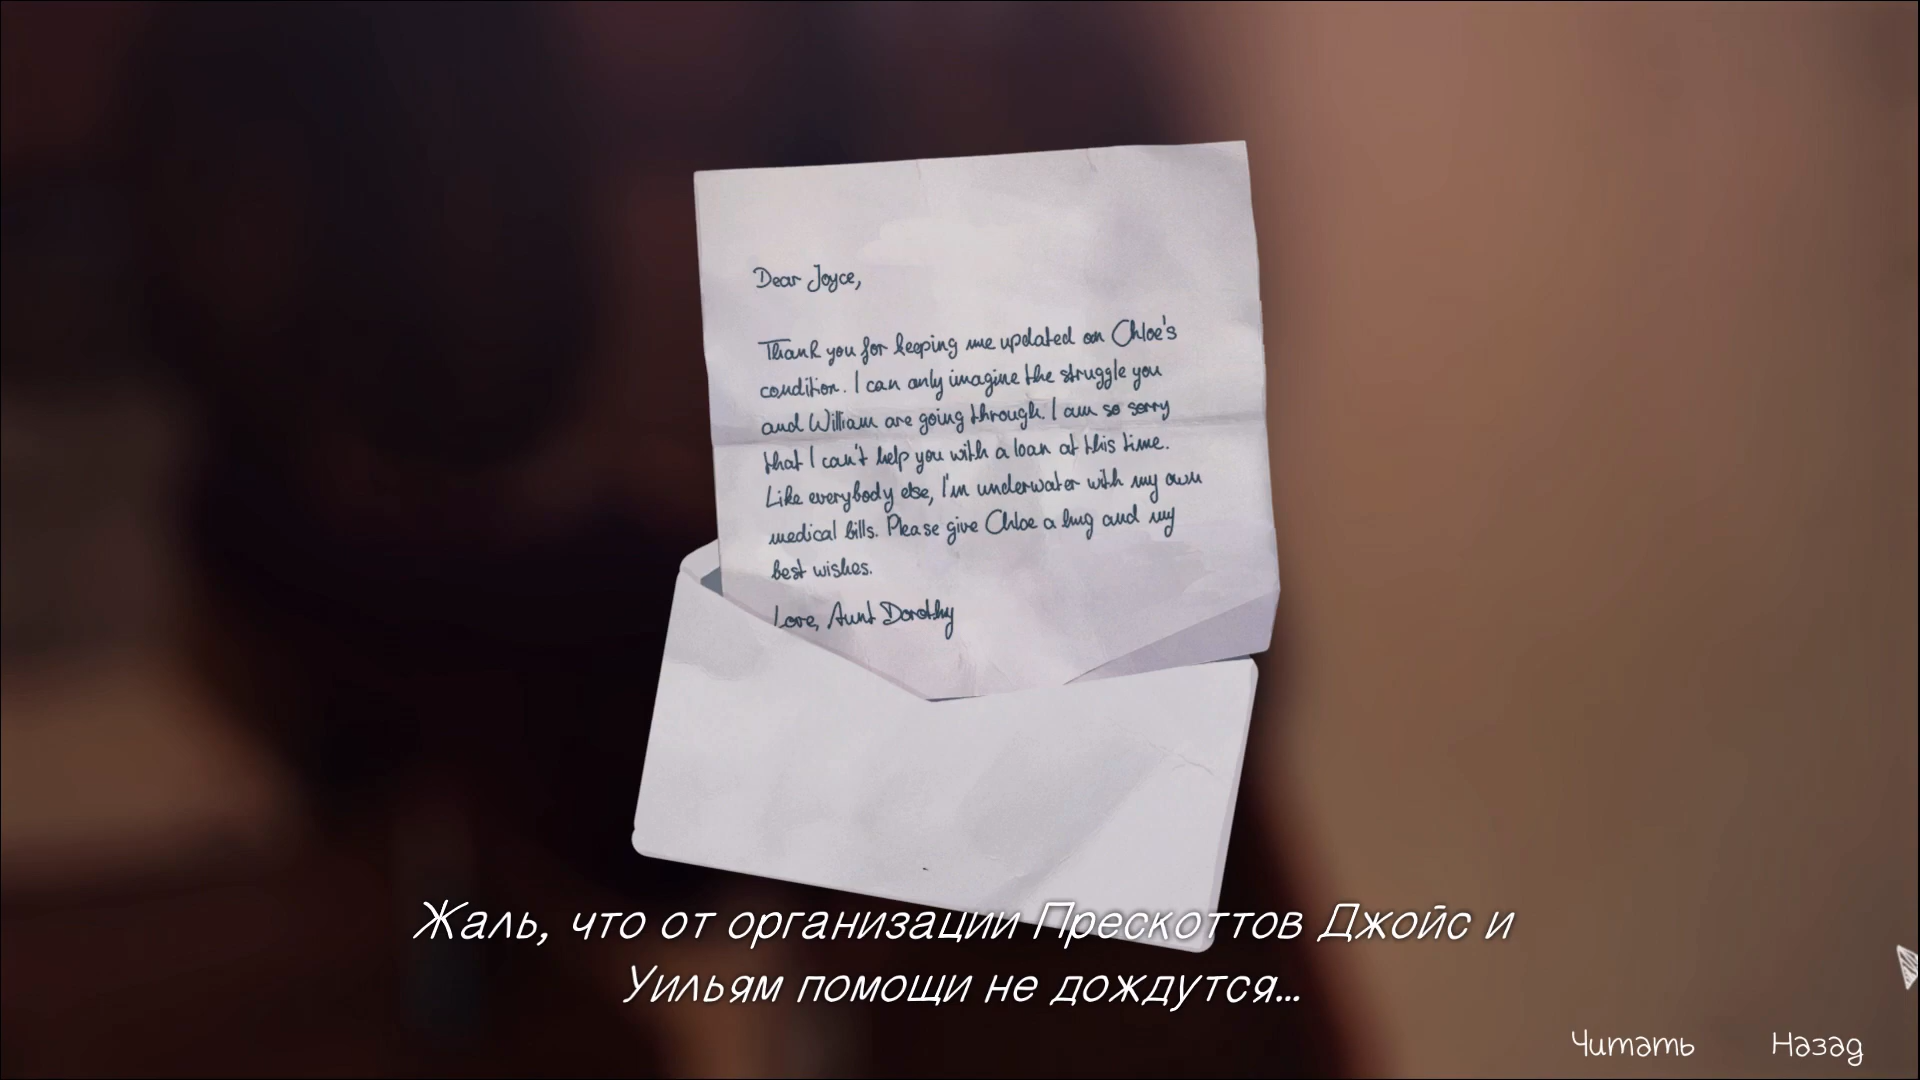 Dear Joyce,
Thank you for keeping me updated on Chloe's
condition. I can only imagine the struggle you
and William are going through. I am so sorry
that I can't help you with a loan at this time.
Like everybody else, I'm underwater with my own
medical bills. Please give Chloe a hug and my
best wishes.
Love, Aunt Dorothy
Жаль, что от организации Прескоттов Джойс и
Уильям помощи не дождутся...
Читать Назад